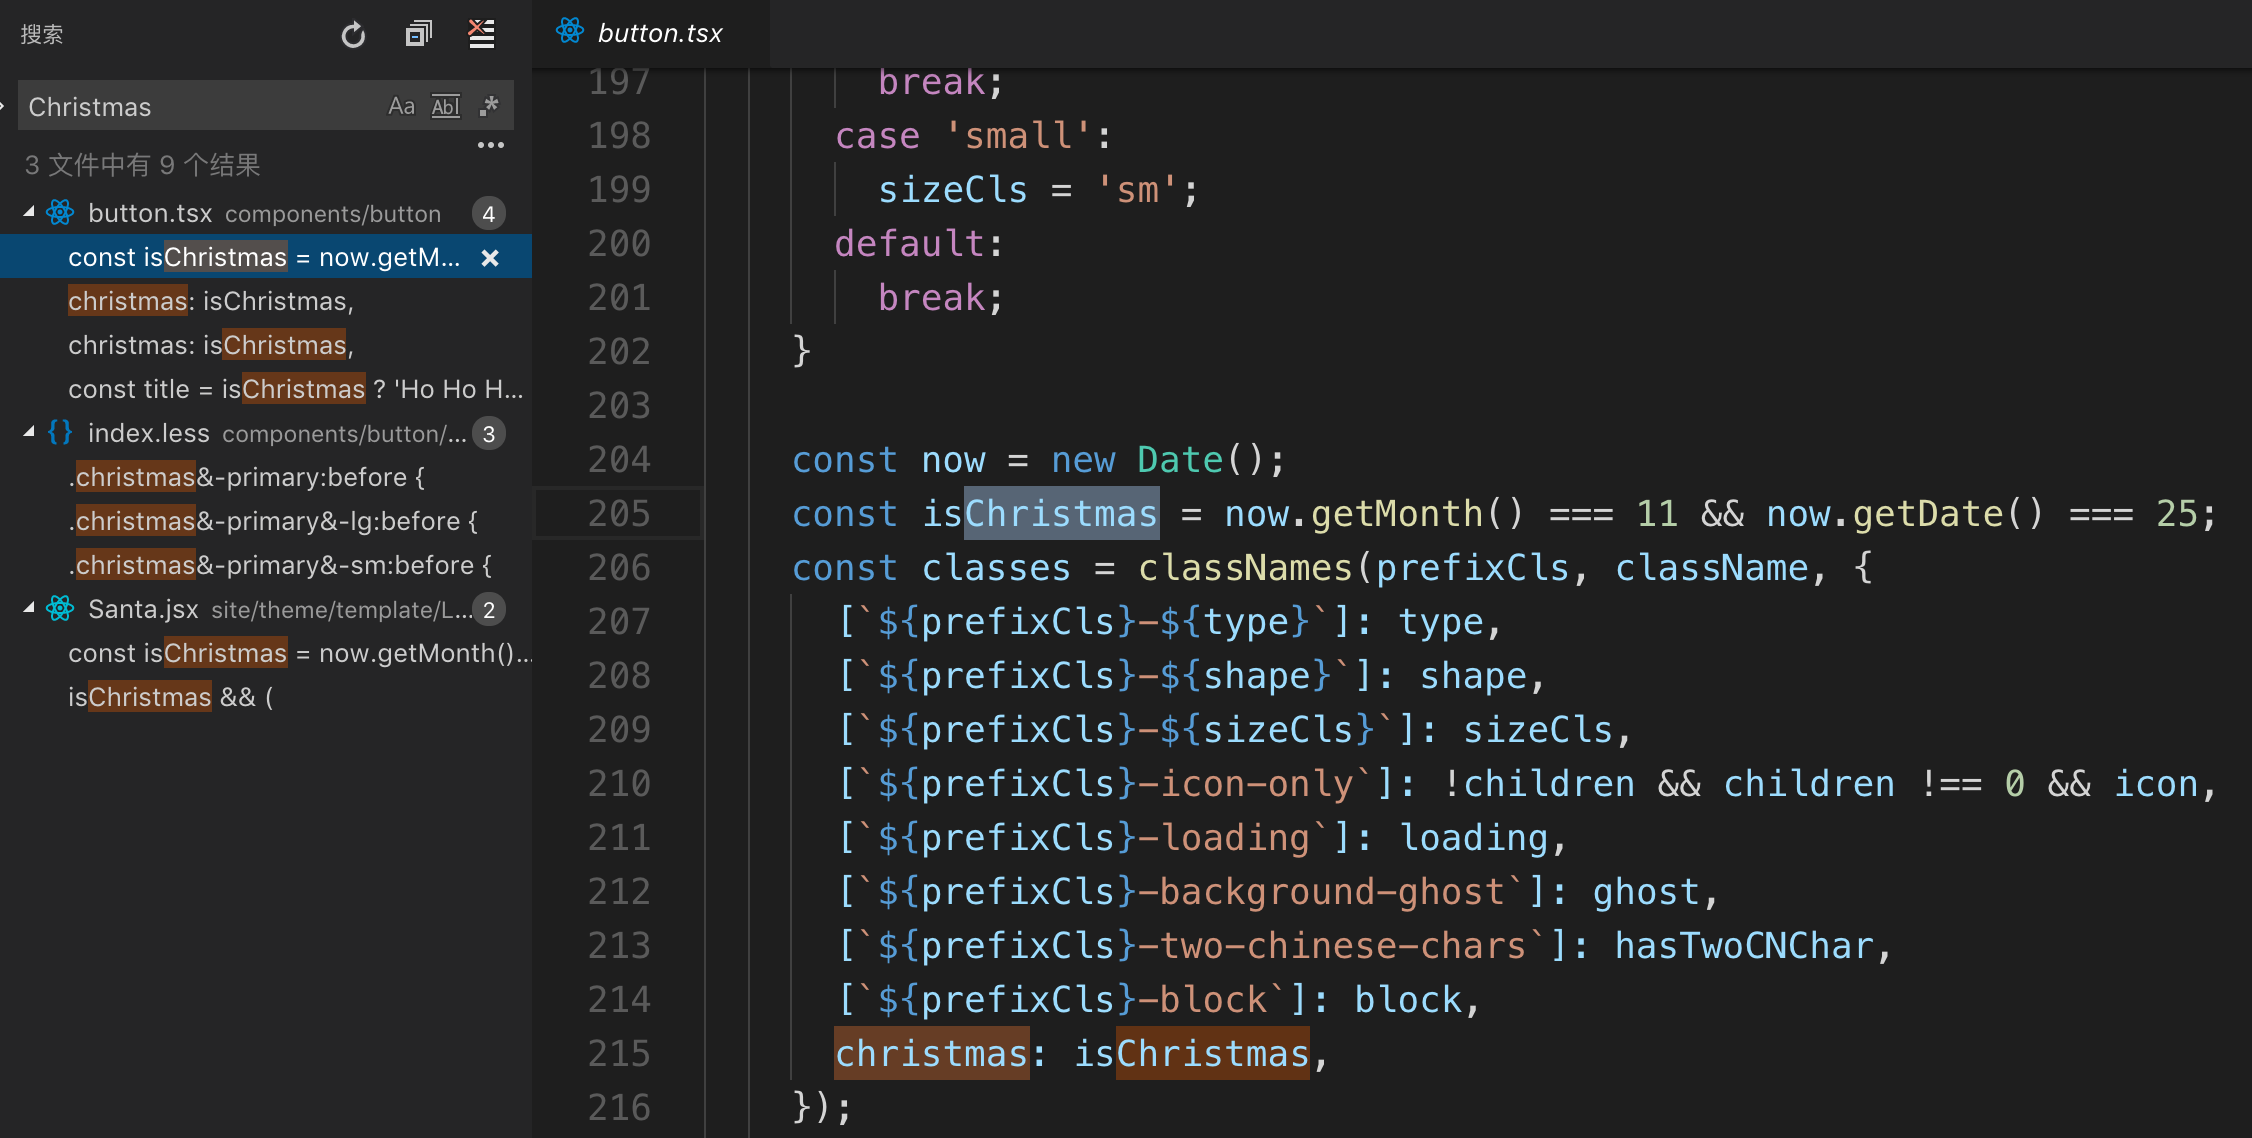 搜索
Christmas
Aa Abl .*
3 文件中有 9 个结果
button.tsx components/button 4
const isChristmas = now.getM...
christmas: isChristmas,
christmas: isChristmas,
const title = isChristmas ? 'Ho Ho H...
{} index.less components/button/... 3
.christmas&-primary:before {
.christmas&-primary&-lg:before {
.christmas&-primary&-sm:before {
Santa.jsx site/theme/template/L... 2
const isChristmas = now.getMonth()...
isChristmas && (
button.tsx
197 break;
198 case 'small':
199 sizeCls = 'sm';
200 default:
201 break;
202 }
203
204 const now = new Date();
205 const isChristmas = now.getMonth() === 11 && now.getDate() === 25;
206 const classes = classNames(prefixCls, className, {
207 [`${prefixCls}-${type}`]: type,
208 [`${prefixCls}-${shape}`]: shape,
209 [`${prefixCls}-${sizeCls}`]: sizeCls,
210 [`${prefixCls}-icon-only`]: !children && children !== 0 && icon,
211 [`${prefixCls}-loading`]: loading,
212 [`${prefixCls}-background-ghost`]: ghost,
213 [`${prefixCls}-two-chinese-chars`]: hasTwoCNChar,
214 [`${prefixCls}-block`]: block,
215 christmas: isChristmas,
216 });